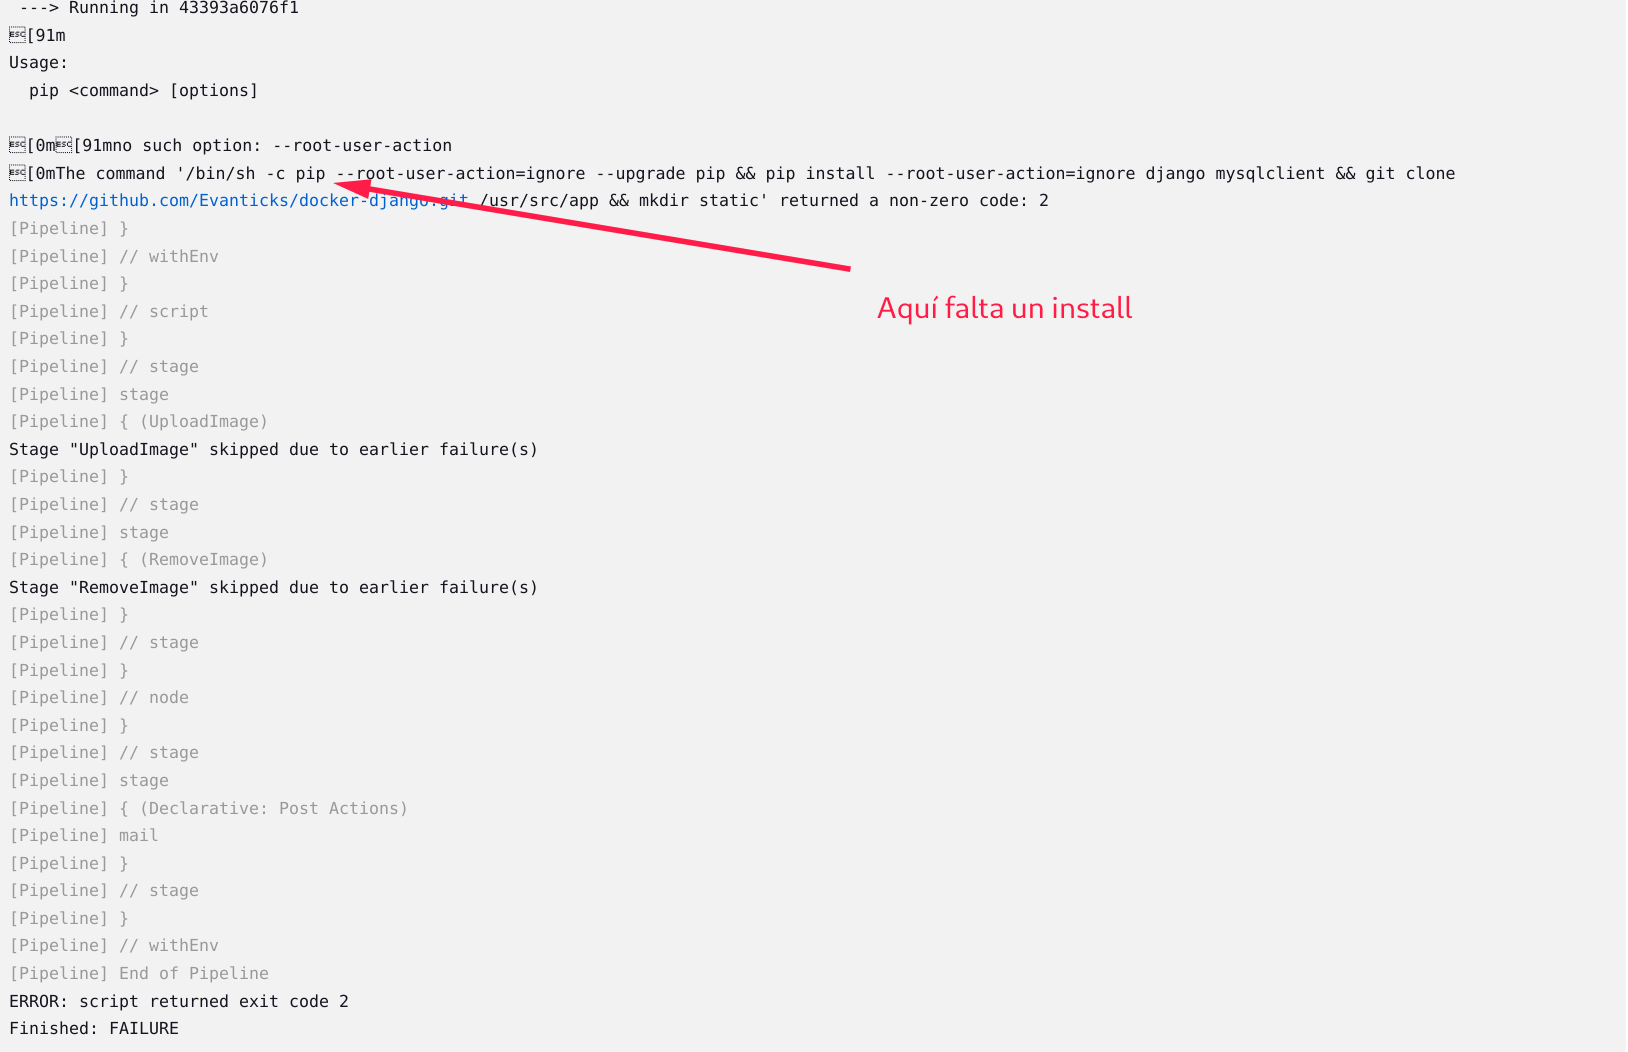 ---> Running in 43393a6076f1
␛[91m
Usage:
pip <command> [options]
␛[0m␛[91mno such option: --root-user-action
␛[0mThe command '/bin/sh -c pip --root-user-action=ignore --upgrade pip && pip install --root-user-action=ignore django mysqlclient && git clone
https://github.com/Evanticks/docker-django.git /usr/src/app && mkdir static' returned a non-zero code: 2
[Pipeline] }
[Pipeline] // withEnv
[Pipeline] }
Aquí falta un install
[Pipeline] // script
[Pipeline] }
[Pipeline] // stage
[Pipeline] stage
[Pipeline] { (UploadImage)
Stage "UploadImage" skipped due to earlier failure(s)
[Pipeline] }
[Pipeline] // stage
[Pipeline] stage
[Pipeline] { (RemoveImage)
Stage "RemoveImage" skipped due to earlier failure(s)
[Pipeline] }
[Pipeline] // stage
[Pipeline] }
[Pipeline] // node
[Pipeline] }
[Pipeline] // stage
[Pipeline] stage
[Pipeline] { (Declarative: Post Actions)
[Pipeline] mail
[Pipeline] }
[Pipeline] // stage
[Pipeline] }
[Pipeline] // withEnv
[Pipeline] End of Pipeline
ERROR: script returned exit code 2
Finished: FAILURE